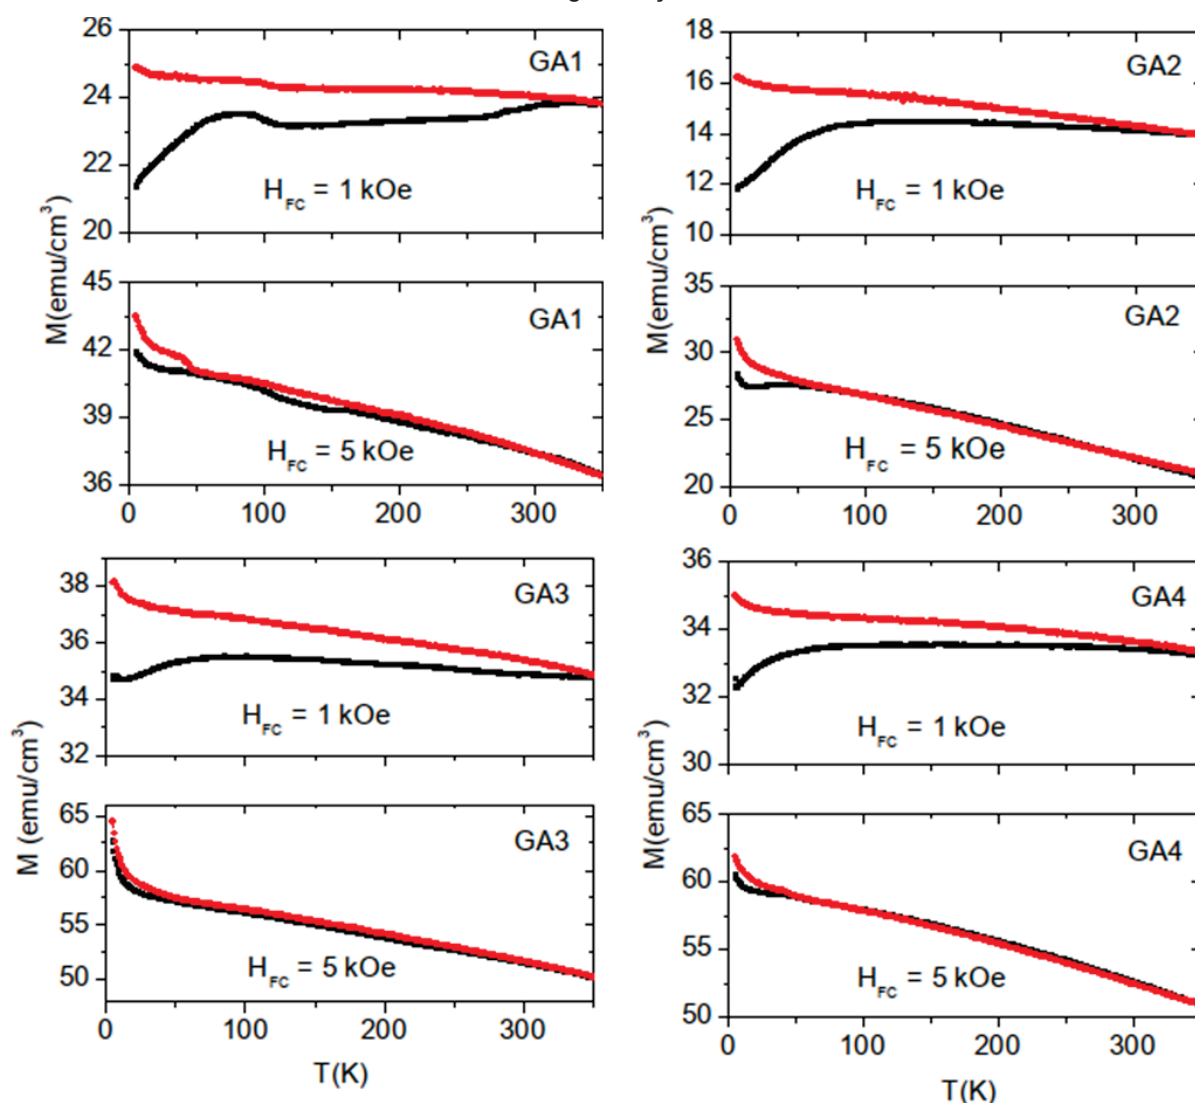 26
24
22
20
GA1
H_FC = 1 kOe
M(emu/cm³)
45
42
39
36
GA1
H_FC = 5 kOe
0 100 200 300
18
16
14
12
10
GA2
H_FC = 1 kOe
M(emu/cm³)
35
30
25
20
GA2
H_FC = 5 kOe
0 100 200 300
38
36
34
32
GA3
H_FC = 1 kOe
M (emu/cm³)
65
60
55
50
GA3
H_FC = 5 kOe
0 100 200 300
T(K)
36
34
32
30
GA4
H_FC = 1 kOe
M(emu/cm³)
65
60
55
50
GA4
H_FC = 5 kOe
0 100 200 300
T(K)